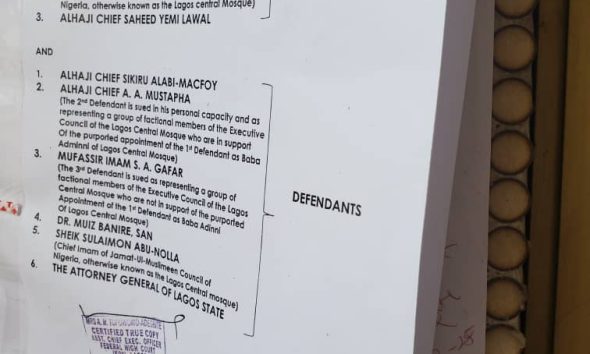 Nigeria, otherwise known as the Lagos central Mosque)
3. ALHAJI CHIEF SAHEED YEMI LAWAL
AND
1. ALHAJI CHIEF SIKIRU ALABI-MACFOY
2. ALHAJI CHIEF A. A. MUSTAPHA
(The 2nd Defendant is sued in his personal capacity and as
representing a group of factional members of the Executive
Council of the Lagos Central Mosque who are in support
Of the purported appointment of the 1st Defendant as Baba
Adminni of Lagos Central Mosque)
3. MUFASSIR IMAM S. A. GAFAR
(The 3rd Defendant is sued as representing a group of
factional members of the Executive Council of the Lagos
Central Mosque who are not in support of the purported
Appointment of the 1st Defendant as Baba Adinni
Of Lagos Central Mosque)
4. DR. MUIZ BANIRE, SAN
5. SHEIK SULAIMON ABU-NOLLA
(Chief Imam of Jamat-Ul-Muslimeen Council of
Nigeria, otherwise known as the Lagos Central mosque)
6. THE ATTORNEY GENERAL OF LAGOS STATE
DEFENDANTS
CERTIFIED TRUE COPY
ASST. CHIEF EXEC. OFFICER
FEDERAL HIGH COURT